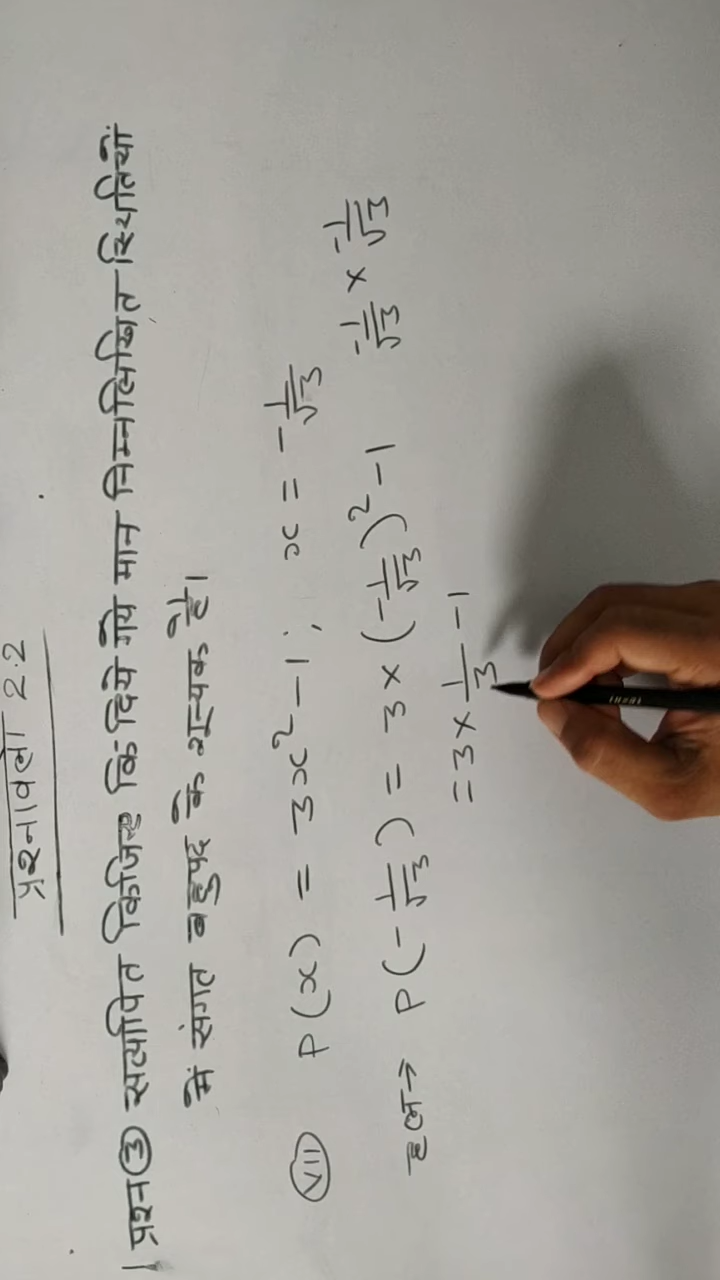 प्रश्नावली 2.2
प्रश्न ③ सत्यापित किजिए कि दिये गये मान निम्नलिखित स्थितियों
में संगत बहुपद के शून्यक है।
(VII) P(x) = 3x² - 1 ; x = -1/√3
हल → P(-1/√3) = 3 × (-1/√3)² - 1   -1/√3 × -1/√3
= 3 × 1/3 - 1